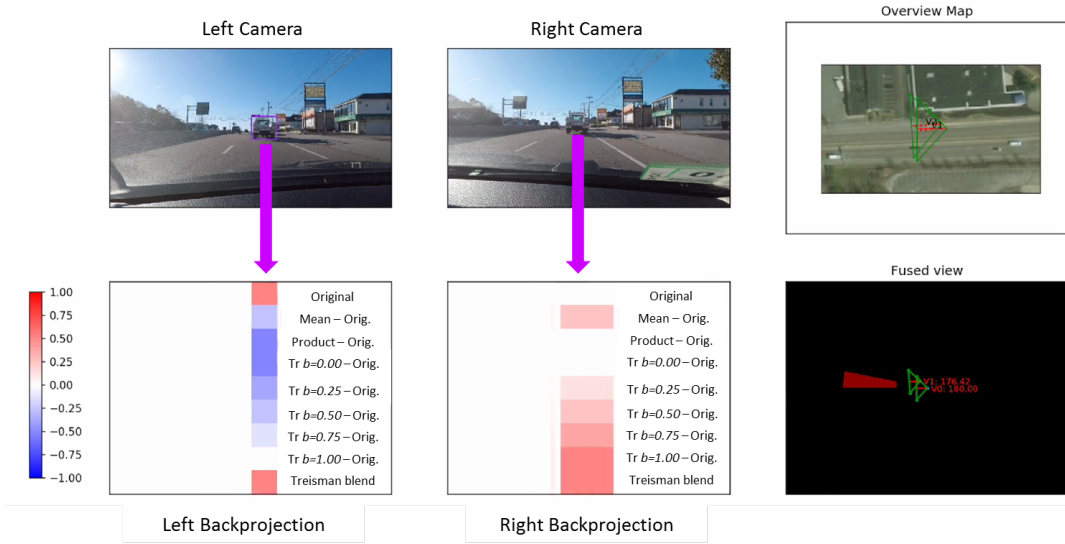 Left Camera
Right Camera
Overview Map
V1
Fused view
1.00
0.75
0.50
0.25
0.00
−0.25
−0.50
−0.75
−1.00
Original
Mean – Orig.
Product – Orig.
Tr b=0.00 – Orig.
Tr b=0.25 – Orig.
Tr b=0.50 – Orig.
Tr b=0.75 – Orig.
Tr b=1.00 – Orig.
Treisman blend
Original
Mean – Orig.
Product – Orig.
Tr b=0.00 – Orig.
Tr b=0.25 – Orig.
Tr b=0.50 – Orig.
Tr b=0.75 – Orig.
Tr b=1.00 – Orig.
Treisman blend
V1: 176.42
V0: 180.00
Left Backprojection
Right Backprojection